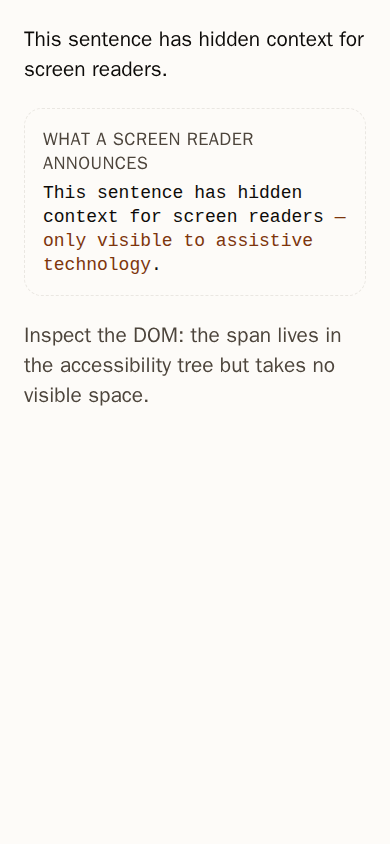 This sentence has hidden context for
screen readers.
WHAT A SCREEN READER
ANNOUNCES
This sentence has hidden
context for screen readers —
only visible to assistive
technology.
Inspect the DOM: the span lives in
the accessibility tree but takes no
visible space.